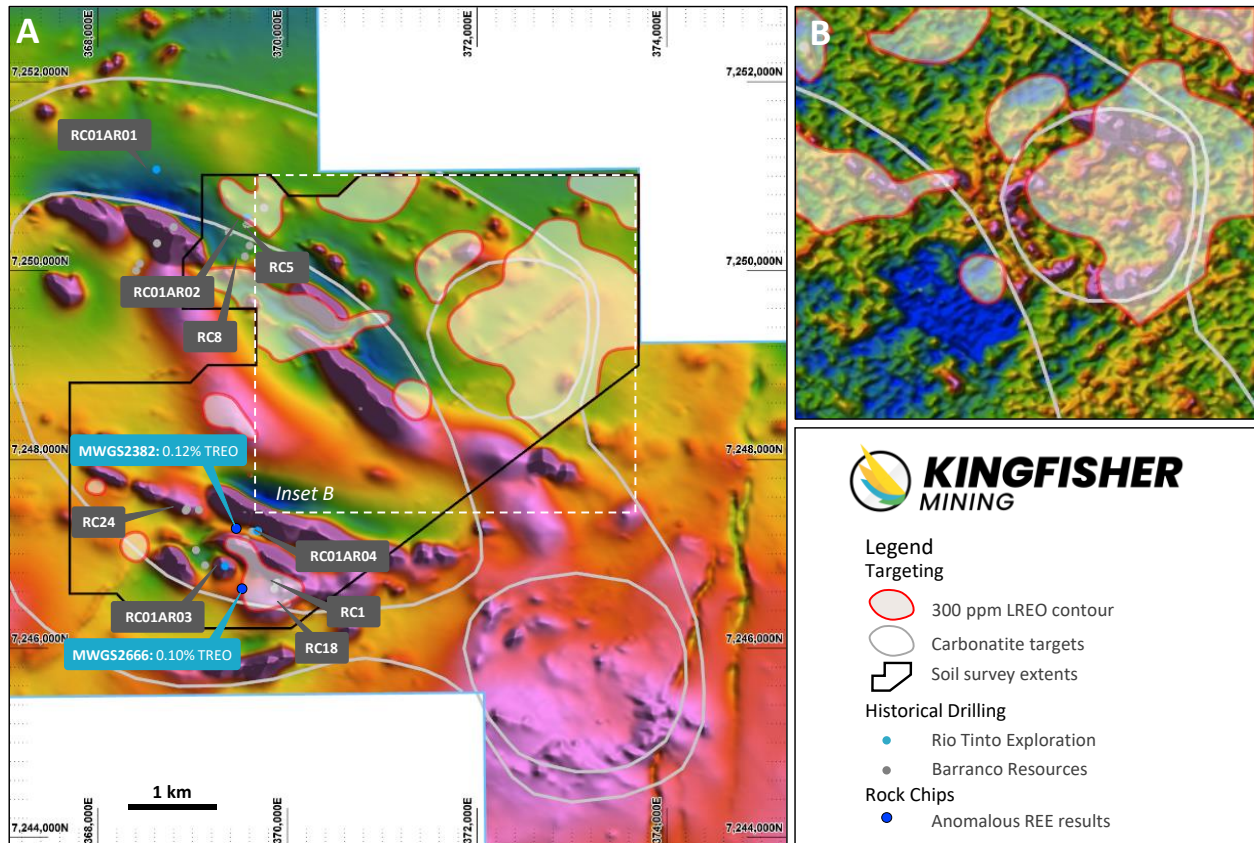 A
368,000E
370,000E
372,000E
374,000E
7,252,000N
7,252,000N
RC01AR01
7,250,000N
7,250,000N
RC01AR02
RC5
RC8
7,248,000N
7,248,000N
MWGS2382: 0.12% TREO
Inset B
RC24
RC01AR04
RC01AR03
RC1
RC18
7,246,000N
7,246,000N
MWGS2666: 0.10% TREO
1 km
7,244,000N
7,244,000N
368,000E
370,000E
372,000E
374,000E
B
KINGFISHER
MINING
Legend
Targeting
300 ppm LREO contour
Carbonatite targets
Soil survey extents
Historical Drilling
Rio Tinto Exploration
Barranco Resources
Rock Chips
Anomalous REE results